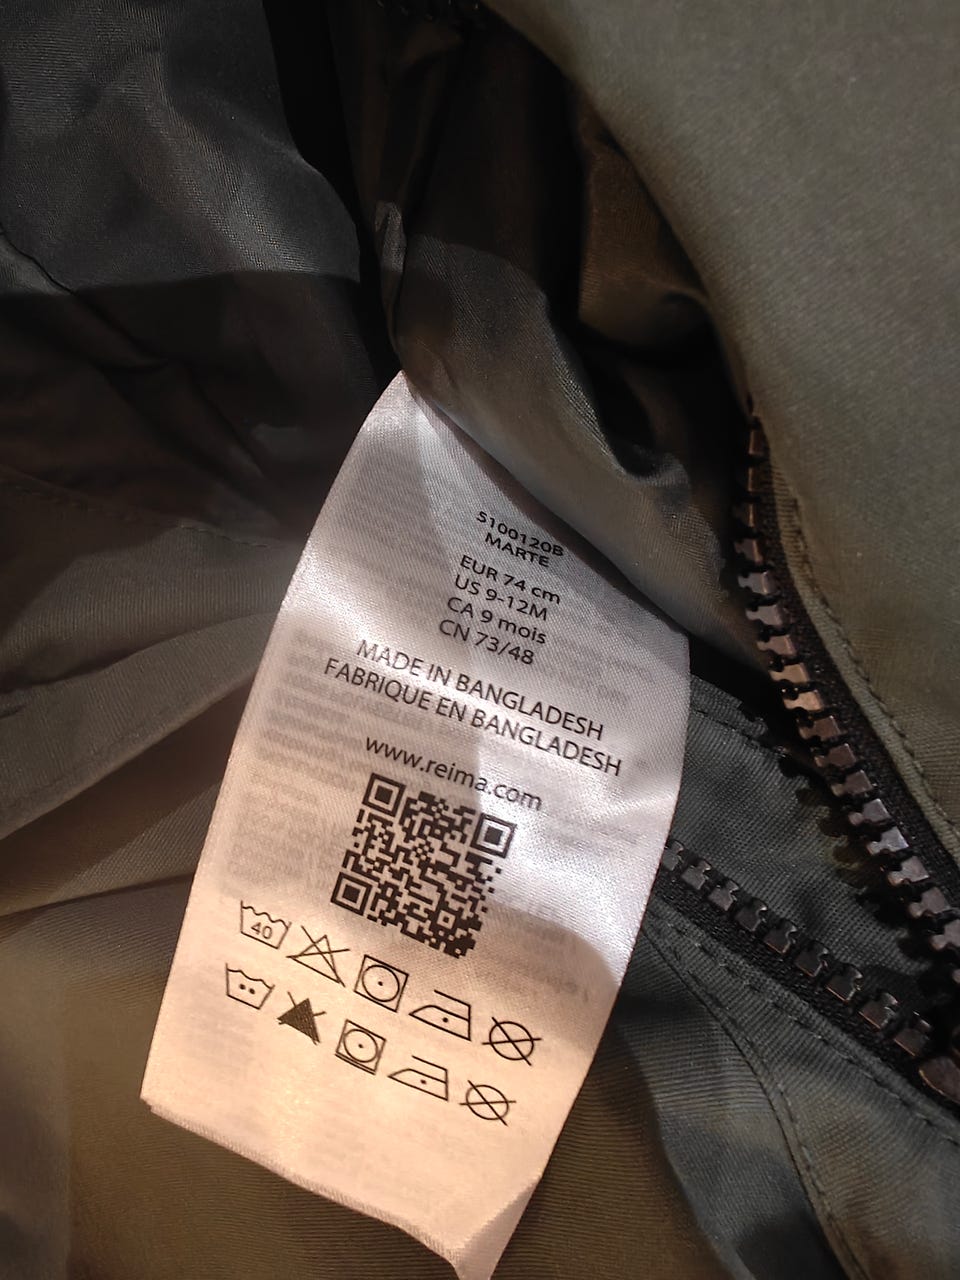 5100120B
MARTE
EUR 74 cm
US 9-12M
CA 9 mois
CN 73/48
MADE IN BANGLADESH
FABRIQUE EN BANGLADESH
www.reima.com
40